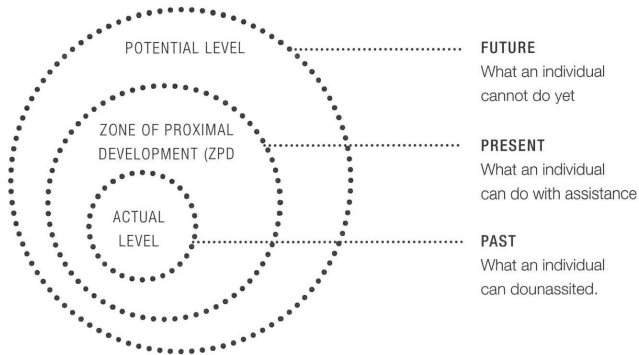 POTENTIAL LEVEL
FUTURE
What an individual
cannot do yet
ZONE OF PROXIMAL
DEVELOPMENT (ZPD
PRESENT
What an individual
can do with assistance
ACTUAL
LEVEL
PAST
What an individual
can dounassited.